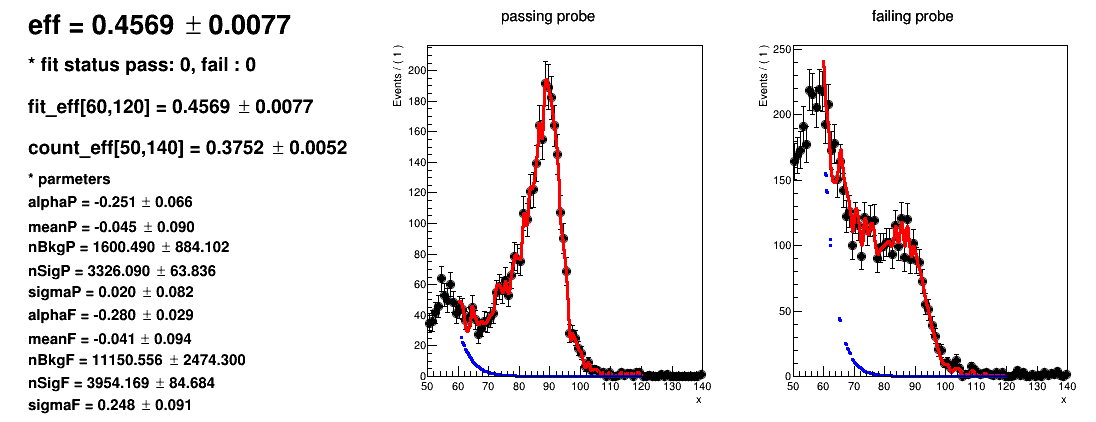 eff = 0.4569 ± 0.0077
* fit status pass: 0, fail : 0
fit_eff[60,120] = 0.4569 ± 0.0077
count_eff[50,140] = 0.3752 ± 0.0052
* parmeters
alphaP = -0.251 ± 0.066
meanP = -0.045 ± 0.090
nBkgP = 1600.490 ± 884.102
nSigP = 3326.090 ± 63.836
sigmaP = 0.020 ± 0.082
alphaF = -0.280 ± 0.029
meanF = -0.041 ± 0.094
nBkgF = 11150.556 ± 2474.300
nSigF = 3954.169 ± 84.684
sigmaF = 0.248 ± 0.091
passing probe
Events / ( 1 )
200
180
160
140
120
100
80
60
40
20
0
50 60 70 80 90 100 110 120 130 140
x
failing probe
Events / ( 1 )
250
200
150
100
50
0
50 60 70 80 90 100 110 120 130 140
x